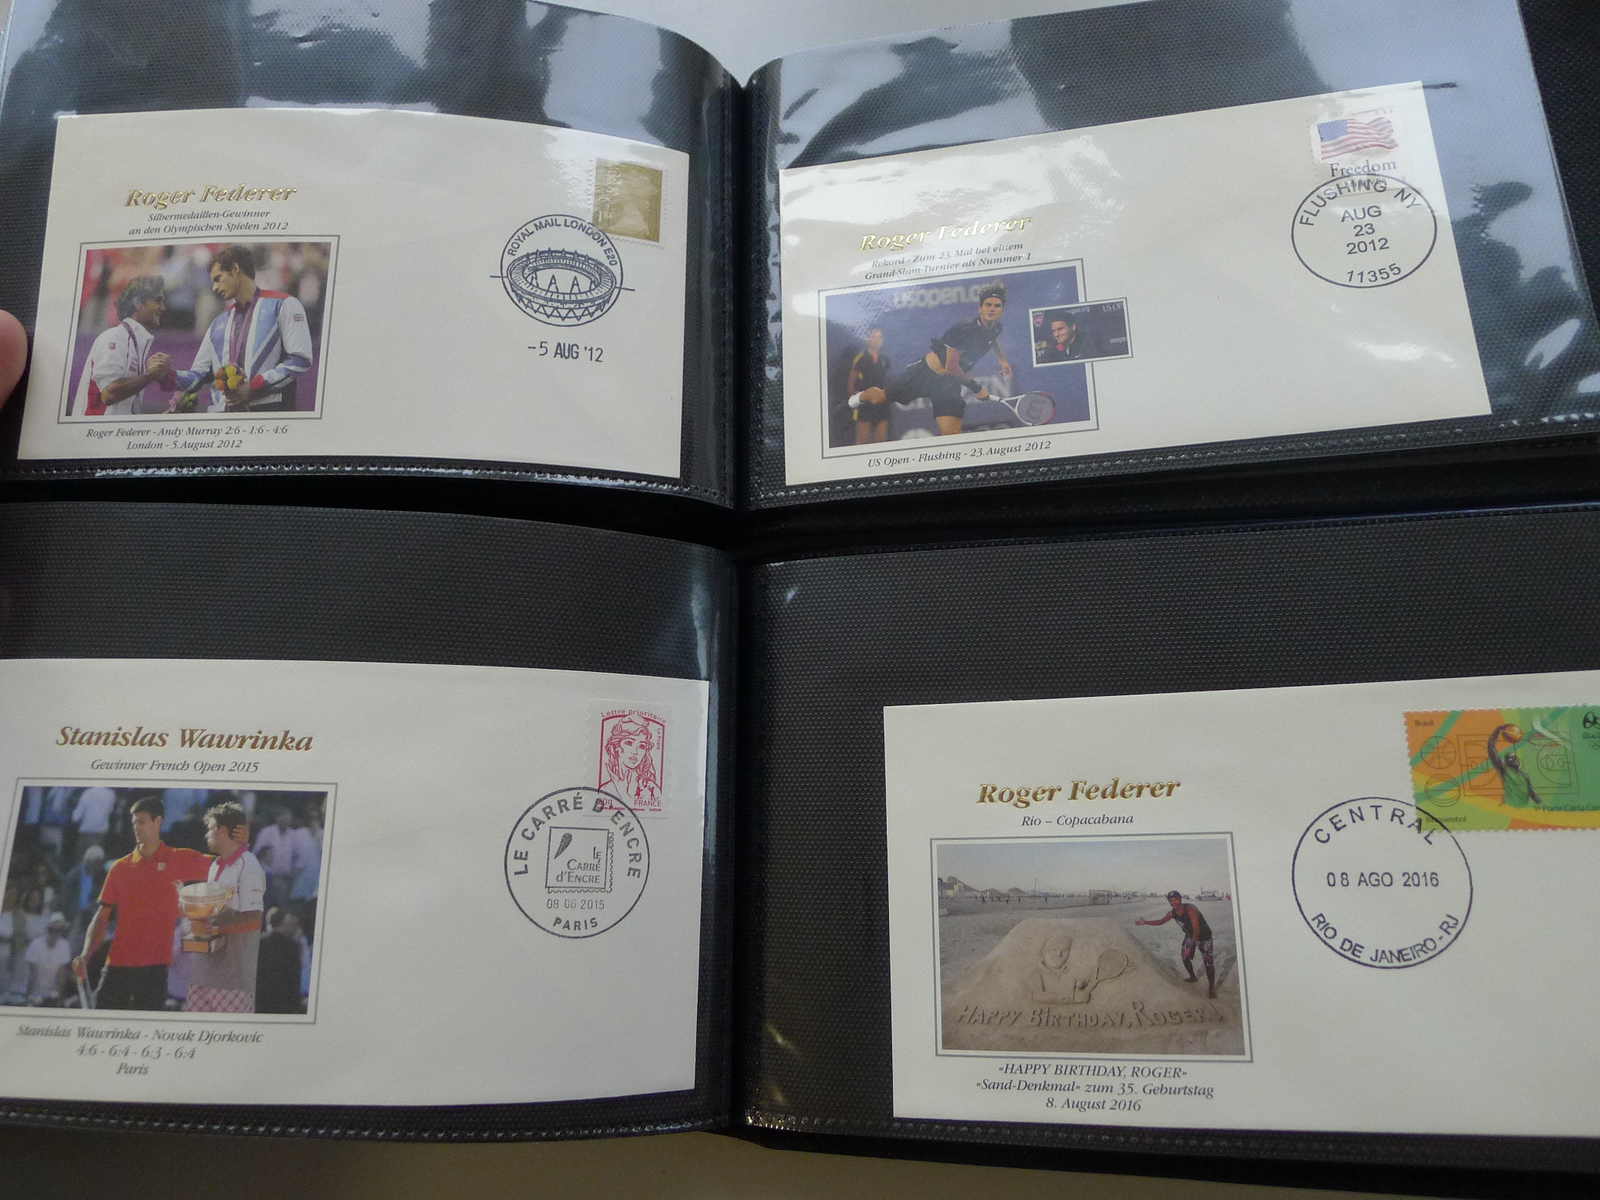 Roger Federer
Silbermedaillen-Gewinner
an den Olympischen Spielen 2012
Roger Federer - Andy Murray 2:6 - 1:6 - 4:6
London - 5. August 2012
1st
ROYAL MAIL LONDON E20
-5 AUG '12
Roger Federer
Rekord - Zum 23. Mal bei einem
Grand-Slam-Turnier als Nummer 1
usopen.org
US Open - Flushing - 23. August 2012
Freedom
FLUSHING NY
AUG
23
2012
11355
Stanislas Wawrinka
Gewinner French Open 2015
Stanislas Wawrinka - Novak Djorkovic
4:6 - 6:4 - 6:3 - 6:4
Paris
Lettre prioritaire
FRANCE
LE CARRÉ D'ENCRE
LE
CARRÉ
d'ENCRE
08 06 2015
PARIS
Roger Federer
Rio – Copacabana
HAPPY BIRTHDAY, ROGER!
«HAPPY BIRTHDAY, ROGER»
«Sand-Denkmal» zum 35. Geburtstag
8. August 2016
Brasil
CENTRAL
08 AGO 2016
RIO DE JANEIRO - RJ